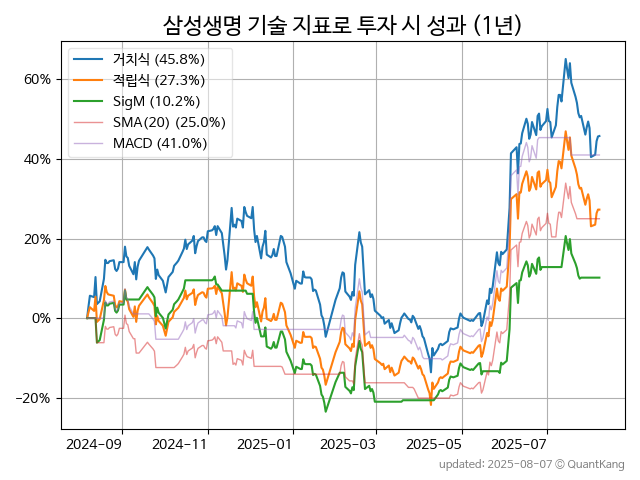 삼성생명 기술 지표로 투자 시 성과 (1년)
거치식 (45.8%)
적립식 (27.3%)
SigM (10.2%)
SMA(20) (25.0%)
MACD (41.0%)
60%
40%
20%
0%
−20%
2024-09 2024-11 2025-01 2025-03 2025-05 2025-07
updated: 2025-08-07 © QuantKang